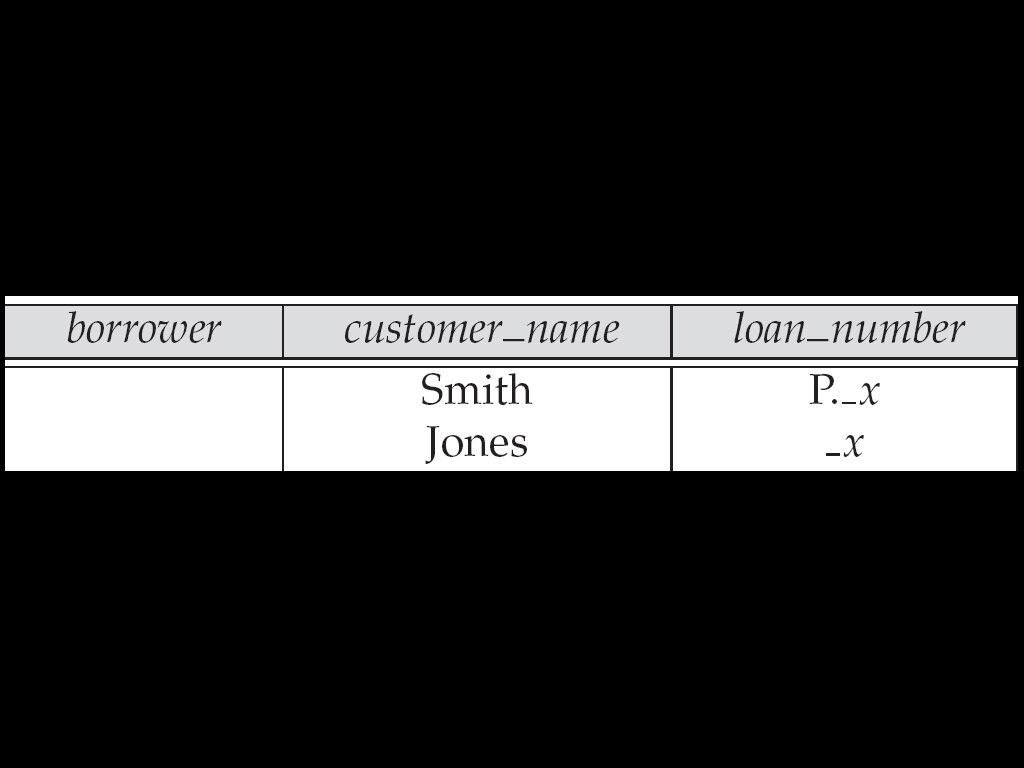 borrower customer_name loan_number
Smith P._x
Jones _x